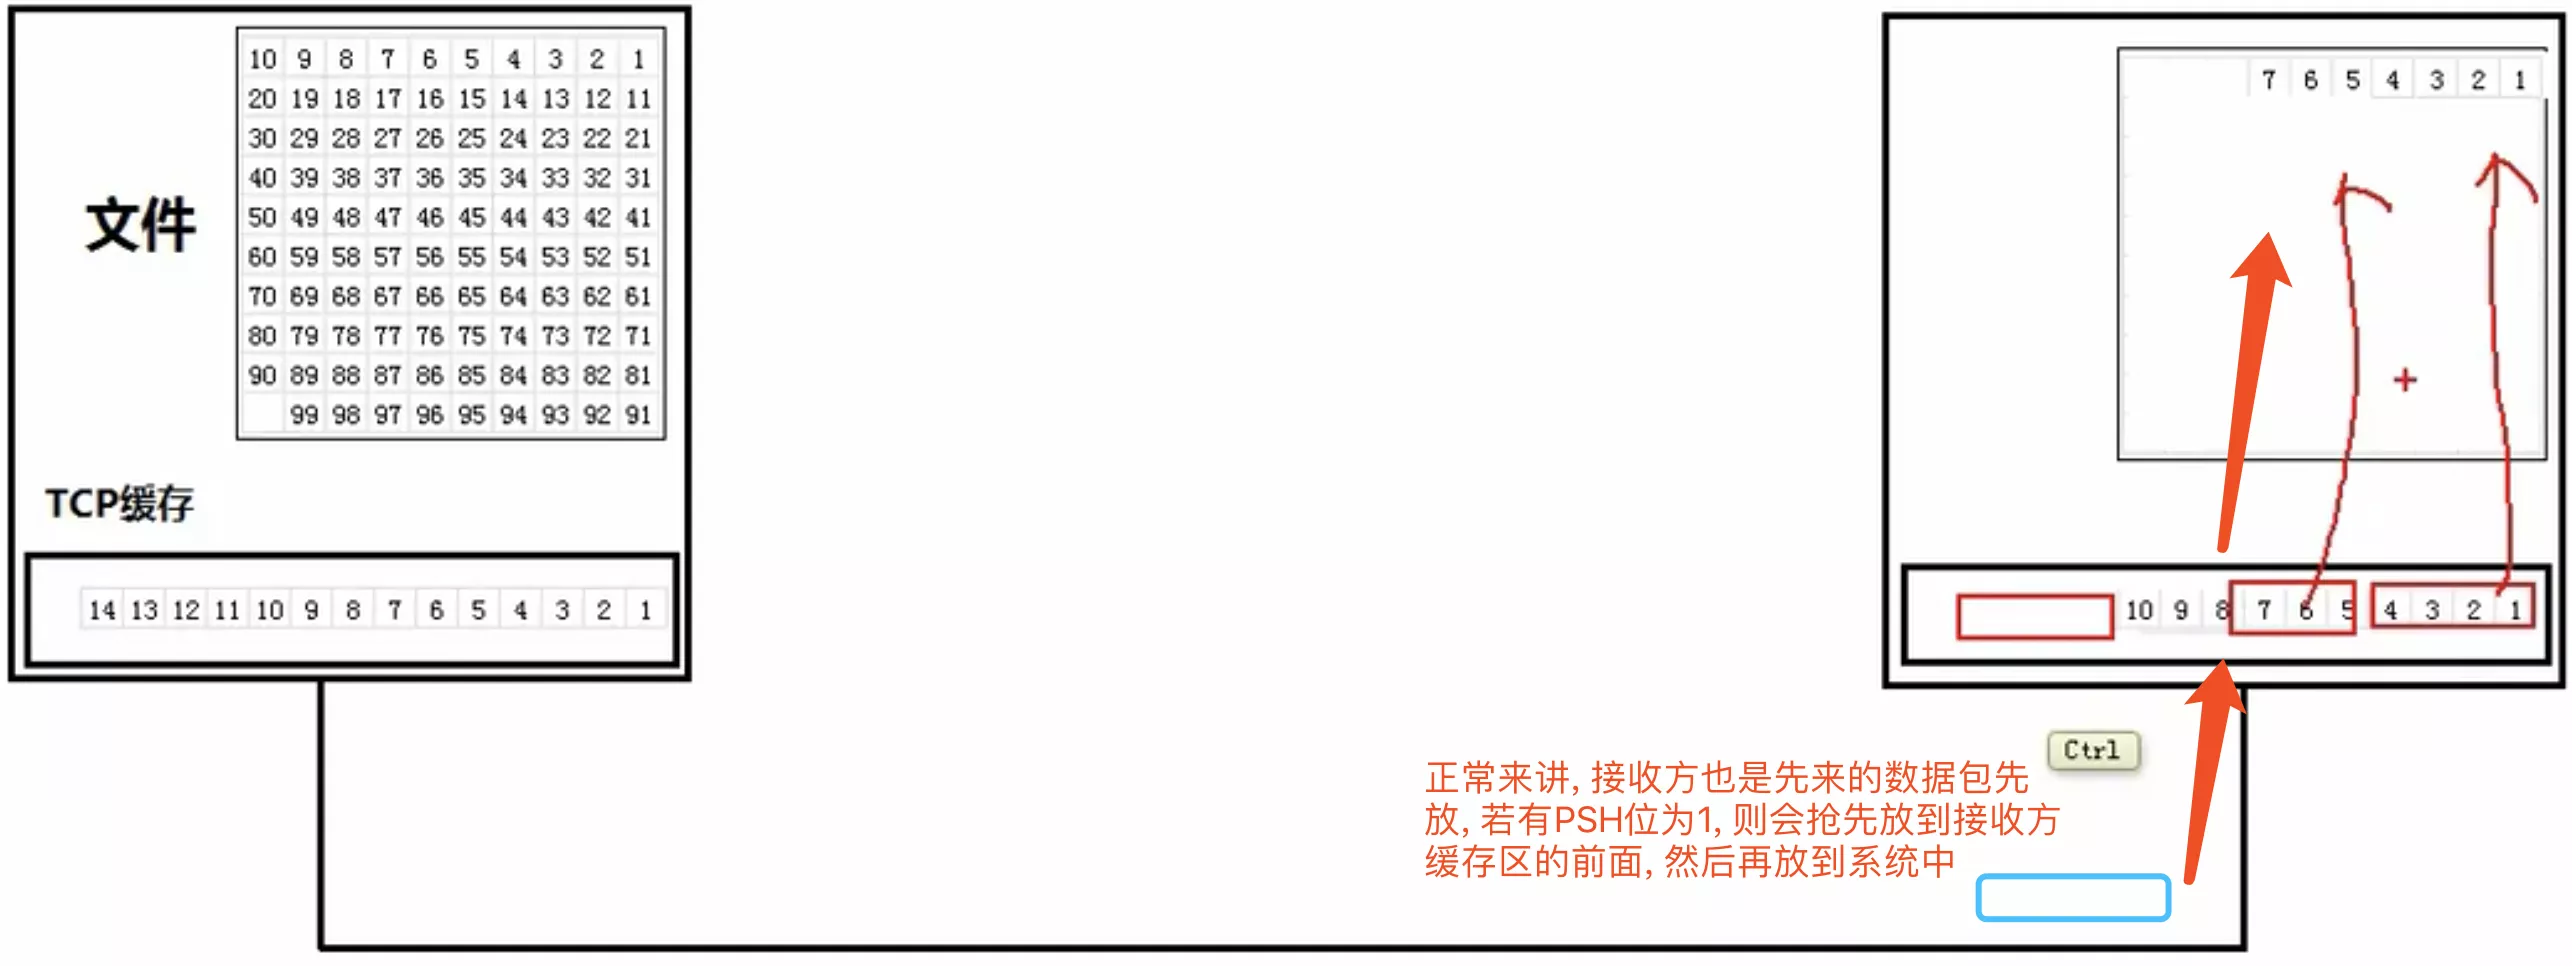 10 9 8 7 6 5 4 3 2 1
20 19 18 17 16 15 14 13 12 11
30 29 28 27 26 25 24 23 22 21
40 39 38 37 36 35 34 33 32 31
50 49 48 47 46 45 44 43 42 41
60 59 58 57 56 55 54 53 52 51
70 69 68 67 66 65 64 63 62 61
80 79 78 77 76 75 74 73 72 71
90 89 88 87 86 85 84 83 82 81
99 98 97 96 95 94 93 92 91
文件
TCP缓存
14 13 12 11 10 9 8 7 6 5 4 3 2 1
7 6 5 4 3 2 1
10 9 8 7 6 5 4 3 2 1
Ctrl
正常来讲, 接收方也是先来的数据包先
放, 若有PSH位为1, 则会抢先放到接收方
缓存区的前面, 然后再放到系统中